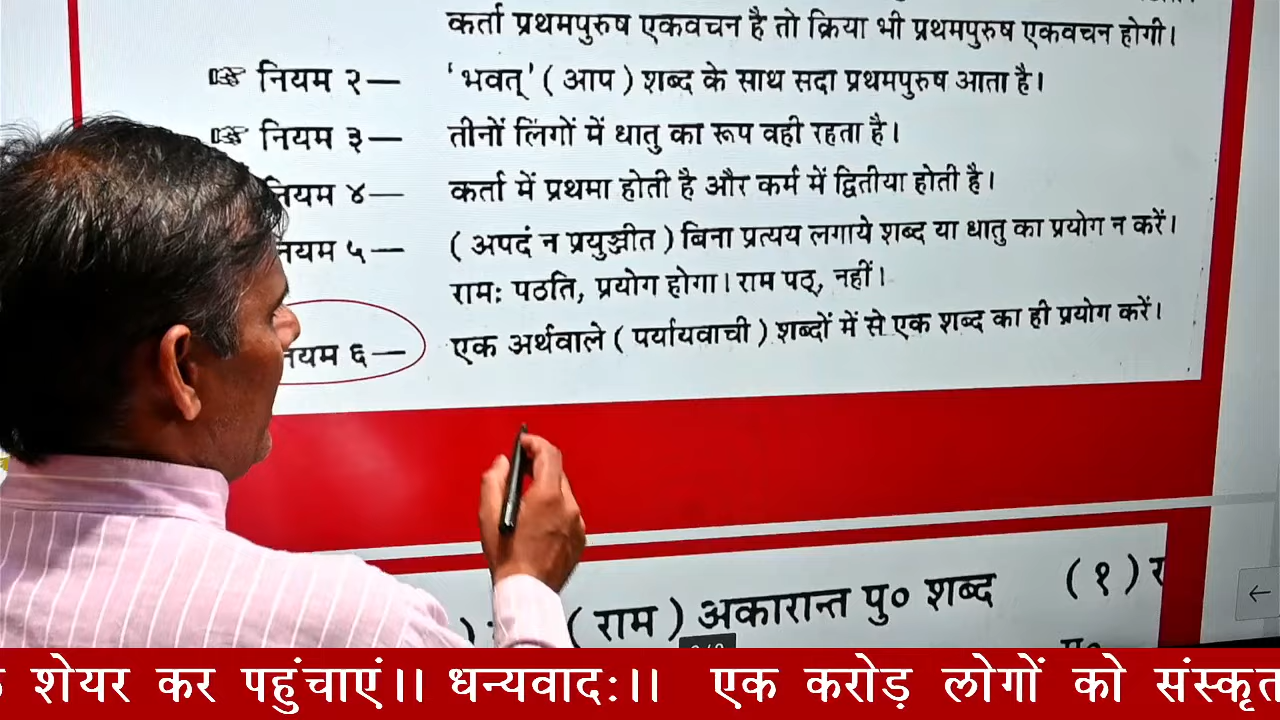 कर्ता प्रथमपुरुष एकवचन है तो क्रिया भी प्रथमपुरुष एकवचन होगी।
☞ नियम २— 'भवत्' ( आप ) शब्द के साथ सदा प्रथमपुरुष आता है।
☞ नियम ३— तीनों लिंगों में धातु का रूप वही रहता है।
नियम ४— कर्ता में प्रथमा होती है और कर्म में द्वितीया होती है।
नियम ५— ( अपदं न प्रयुञ्जीत ) बिना प्रत्यय लगाये शब्द या धातु का प्रयोग न करें।
रामः पठति, प्रयोग होगा। राम पठ्, नहीं।
नियम ६— एक अर्थवाले ( पर्यायवाची ) शब्दों में से एक शब्द का ही प्रयोग करें।
( राम ) अकारान्त पु० शब्द ( १ )
शेयर कर पहुंचाएं।। धन्यवादः।। एक करोड़ लोगों को संस्कृत